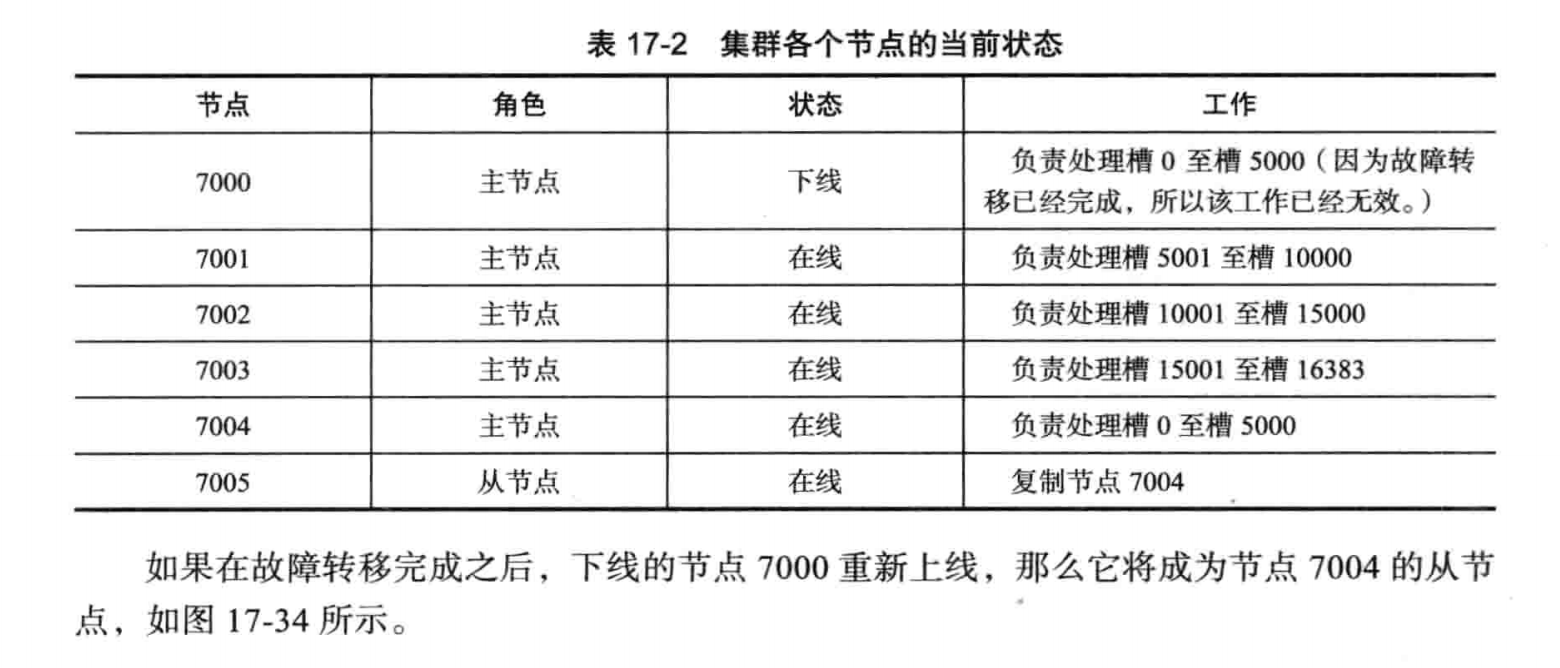 表 17-2 集群各个节点的当前状态
节点 角色 状态 工作
7000 主节点 下线 负责处理槽 0 至槽 5000（因为故障转
移已经完成，所以该工作已经无效。）
7001 主节点 在线 负责处理槽 5001 至槽 10000
7002 主节点 在线 负责处理槽 10001 至槽 15000
7003 主节点 在线 负责处理槽 15001 至槽 16383
7004 主节点 在线 负责处理槽 0 至槽 5000
7005 从节点 在线 复制节点 7004
如果在故障转移完成之后，下线的节点 7000 重新上线，那么它将成为节点 7004 的从节
点，如图 17-34 所示。